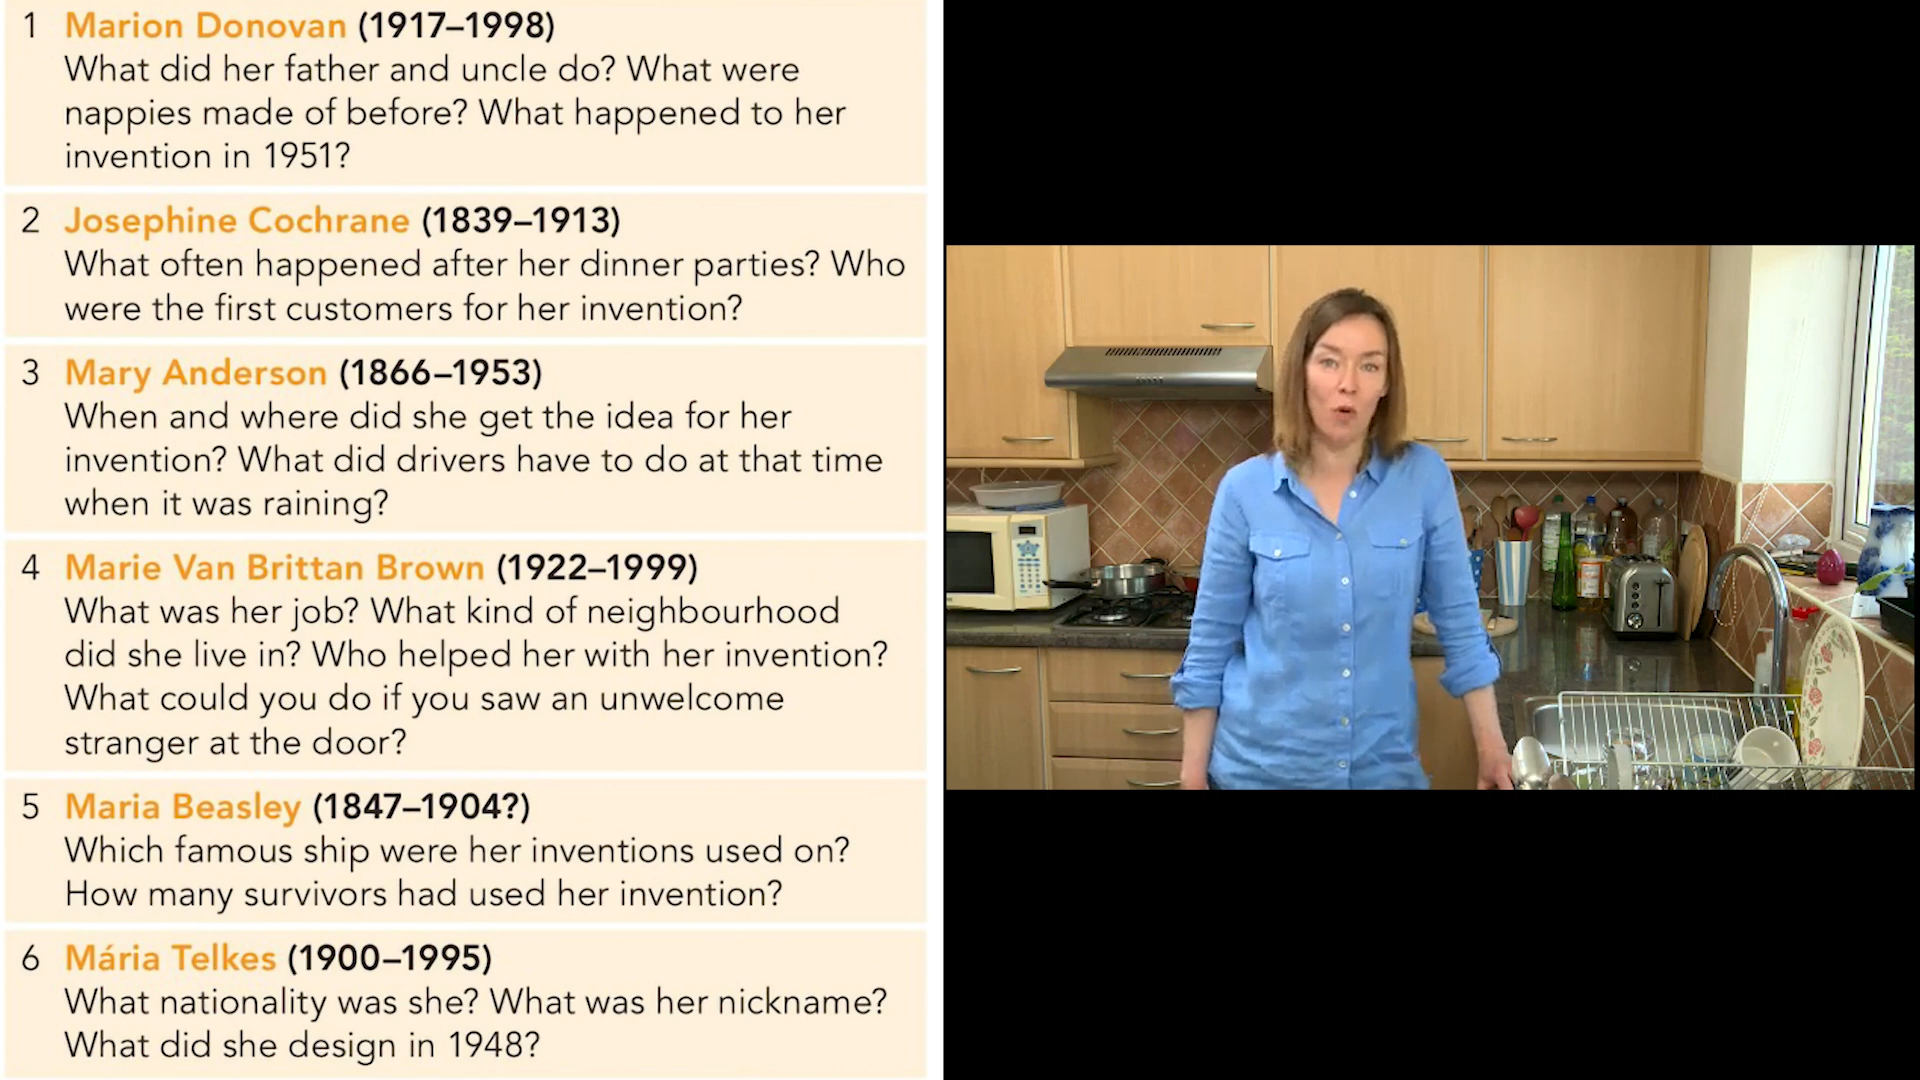 1 Marion Donovan (1917–1998)
What did her father and uncle do? What were
nappies made of before? What happened to her
invention in 1951?
2 Josephine Cochrane (1839–1913)
What often happened after her dinner parties? Who
were the first customers for her invention?
3 Mary Anderson (1866–1953)
When and where did she get the idea for her
invention? What did drivers have to do at that time
when it was raining?
4 Marie Van Brittan Brown (1922–1999)
What was her job? What kind of neighbourhood
did she live in? Who helped her with her invention?
What could you do if you saw an unwelcome
stranger at the door?
5 Maria Beasley (1847–1904?)
Which famous ship were her inventions used on?
How many survivors had used her invention?
6 Mária Telkes (1900–1995)
What nationality was she? What was her nickname?
What did she design in 1948?